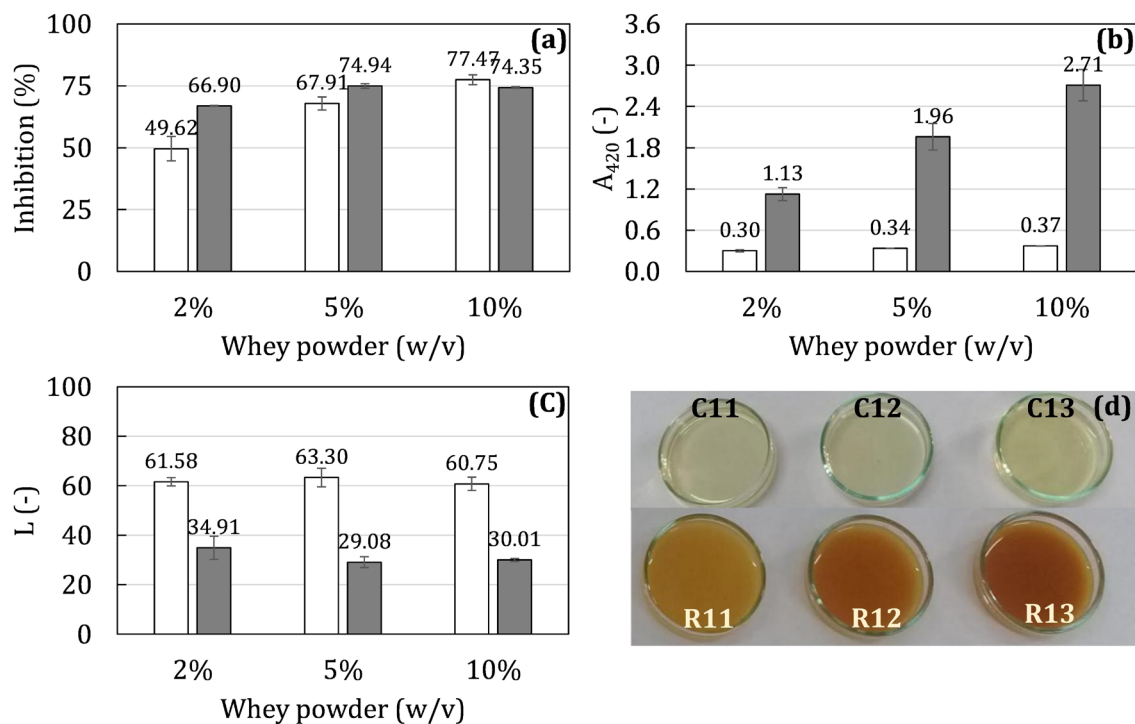 (a)
Inhibition (%)
100
75
50
25
0
49.62
66.90
67.91
74.94
77.47
74.35
2%
5%
10%
Whey powder (w/v)
(b)
A420 (-)
3.6
3.0
2.4
1.8
1.2
0.6
0.0
0.30
1.13
0.34
1.96
0.37
2.71
2%
5%
10%
Whey powder (w/v)
(C)
L (-)
100
80
60
40
20
0
61.58
34.91
63.30
29.08
60.75
30.01
2%
5%
10%
Whey powder (w/v)
(d)
C11
C12
C13
R11
R12
R13